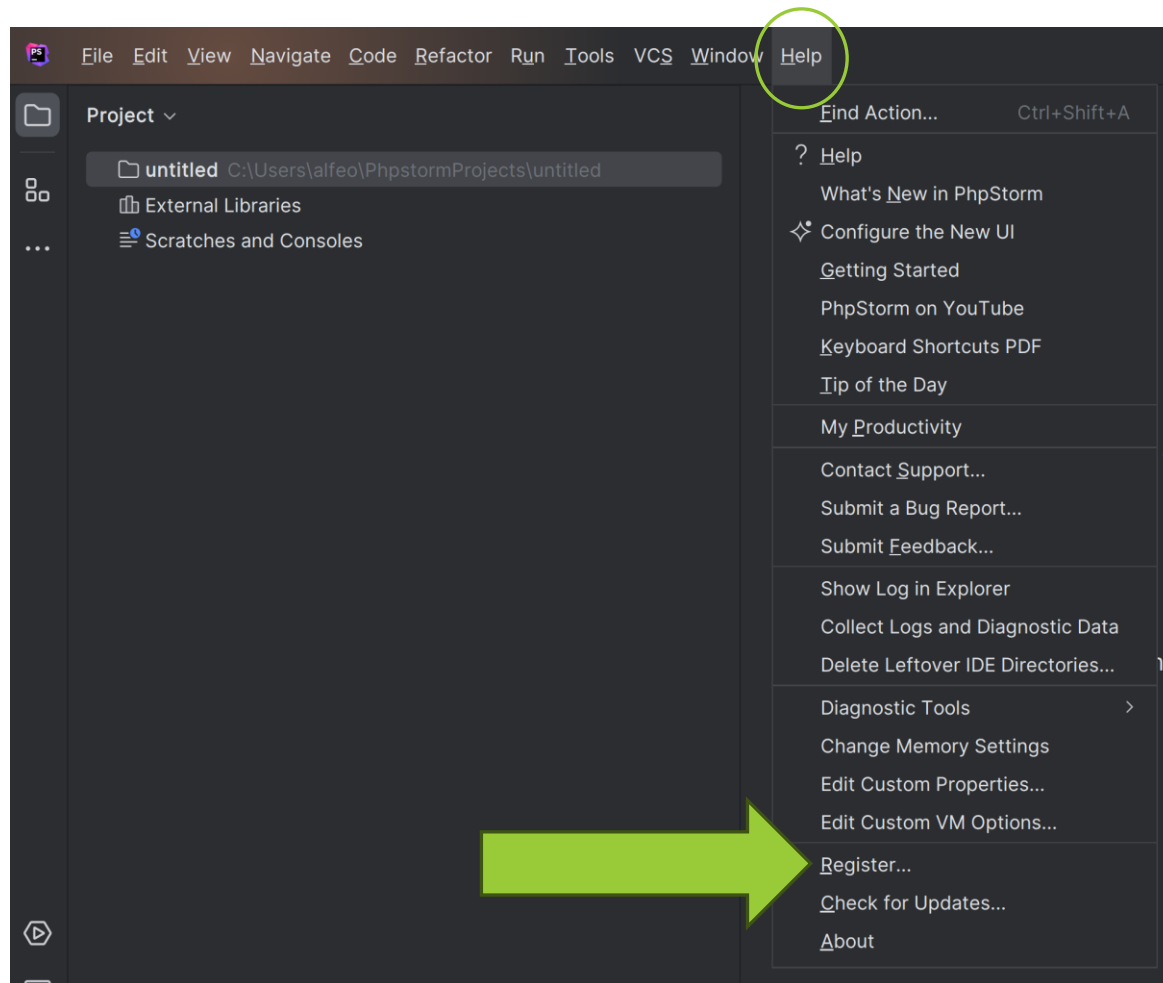 PS File Edit View Navigate Code Refactor Run Tools VCS Window Help
Project
untitled C:\Users\alfeo\PhpstormProjects\untitled
External Libraries
Scratches and Consoles
Find Action... Ctrl+Shift+A
? Help
What's New in PhpStorm
Configure the New UI
Getting Started
PhpStorm on YouTube
Keyboard Shortcuts PDF
Tip of the Day
My Productivity
Contact Support...
Submit a Bug Report...
Submit Feedback...
Show Log in Explorer
Collect Logs and Diagnostic Data
Delete Leftover IDE Directories...
Diagnostic Tools
Change Memory Settings
Edit Custom Properties...
Edit Custom VM Options...
Register...
Check for Updates...
About